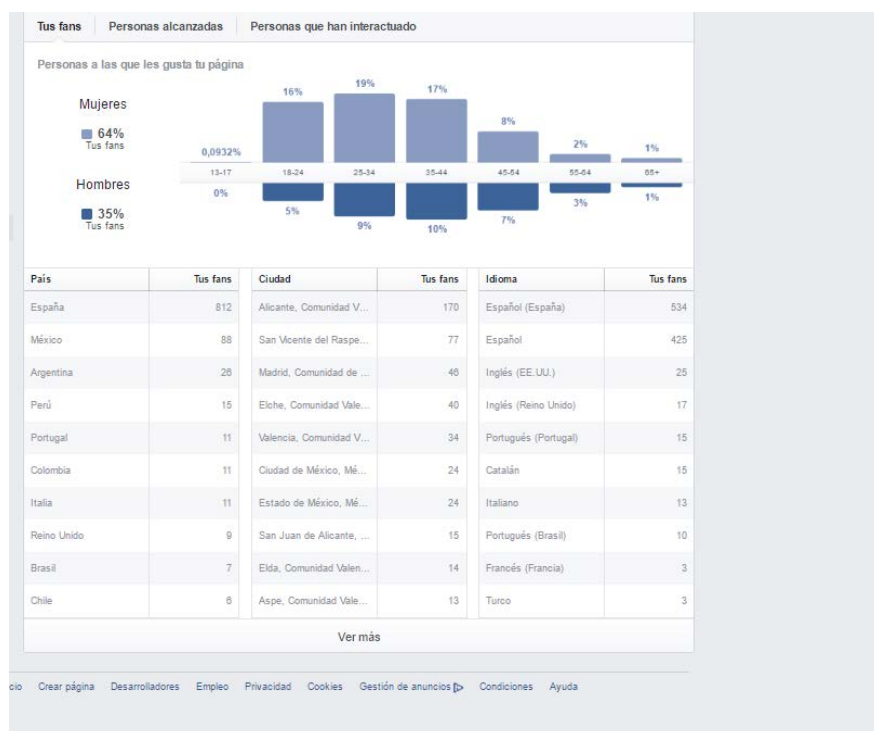 Tus fans Personas alcanzadas Personas que han interactuado
Personas a las que les gusta tu página
Mujeres
64%
Tus fans
0,0932% 16% 19% 17% 8% 2% 1%
13-17 18-24 25-34 35-44 45-54 55-64 65+
Hombres
35%
Tus fans
0% 5% 9% 10% 7% 3% 1%
País Tus fans Ciudad Tus fans Idioma Tus fans
España 812 Alicante, Comunidad V... 170 Español (España) 534
México 88 San Vicente del Raspe... 77 Español 425
Argentina 26 Madrid, Comunidad de ... 46 Inglés (EE.UU.) 25
Perú 15 Elche, Comunidad Vale... 40 Inglés (Reino Unido) 17
Portugal 11 Valencia, Comunidad V... 34 Portugués (Portugal) 15
Colombia 11 Ciudad de México, Mé... 24 Catalán 15
Italia 11 Estado de México, Mé... 24 Italiano 13
Reino Unido 9 San Juan de Alicante, ... 15 Portugués (Brasil) 10
Brasil 7 Elda, Comunidad Valen... 14 Francés (Francia) 3
Chile 6 Aspe, Comunidad Vale... 13 Turco 3
Ver más
cio Crear página Desarrolladores Empleo Privacidad Cookies Gestión de anuncios Condiciones Ayuda